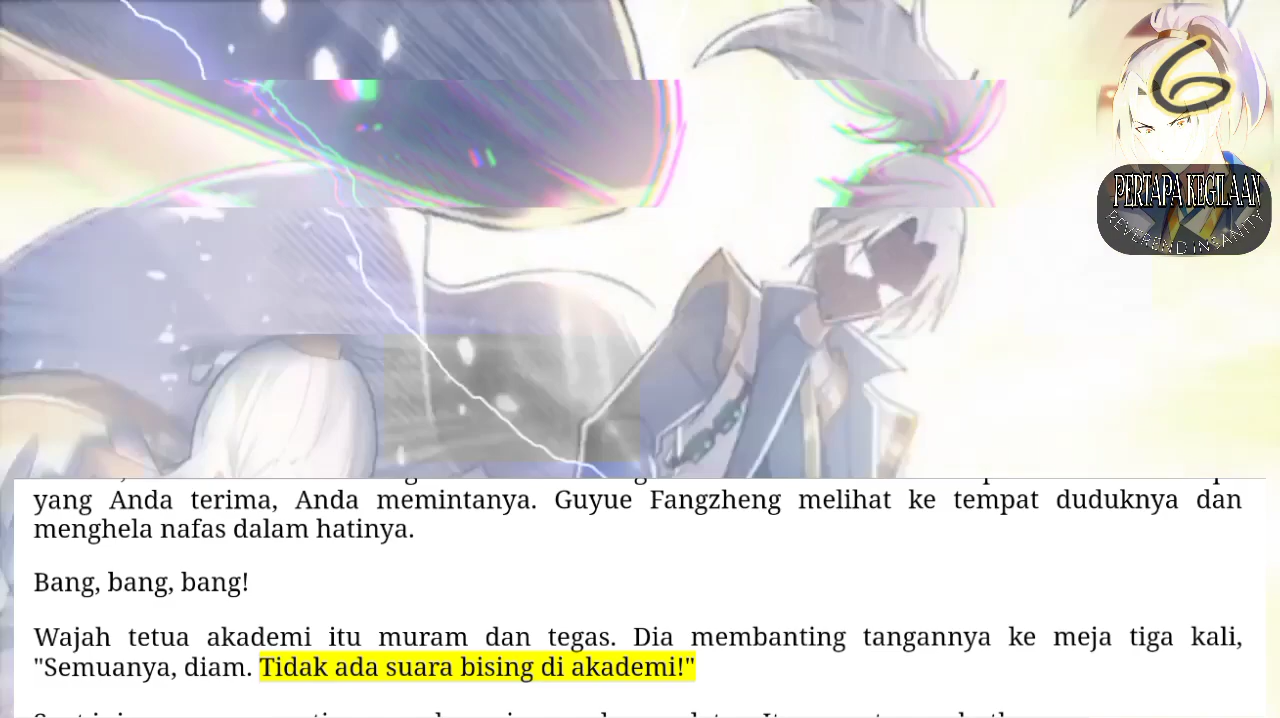 6
PERTAPA KEGILAAN
REVEREND INSANITY
yang Anda terima, Anda memintanya. Guyue Fangzheng melihat ke tempat duduknya dan
menghela nafas dalam hatinya.
Bang, bang, bang!
Wajah tetua akademi itu muram dan tegas. Dia membanting tangannya ke meja tiga kali,
"Semuanya, diam. Tidak ada suara bising di akademi!"